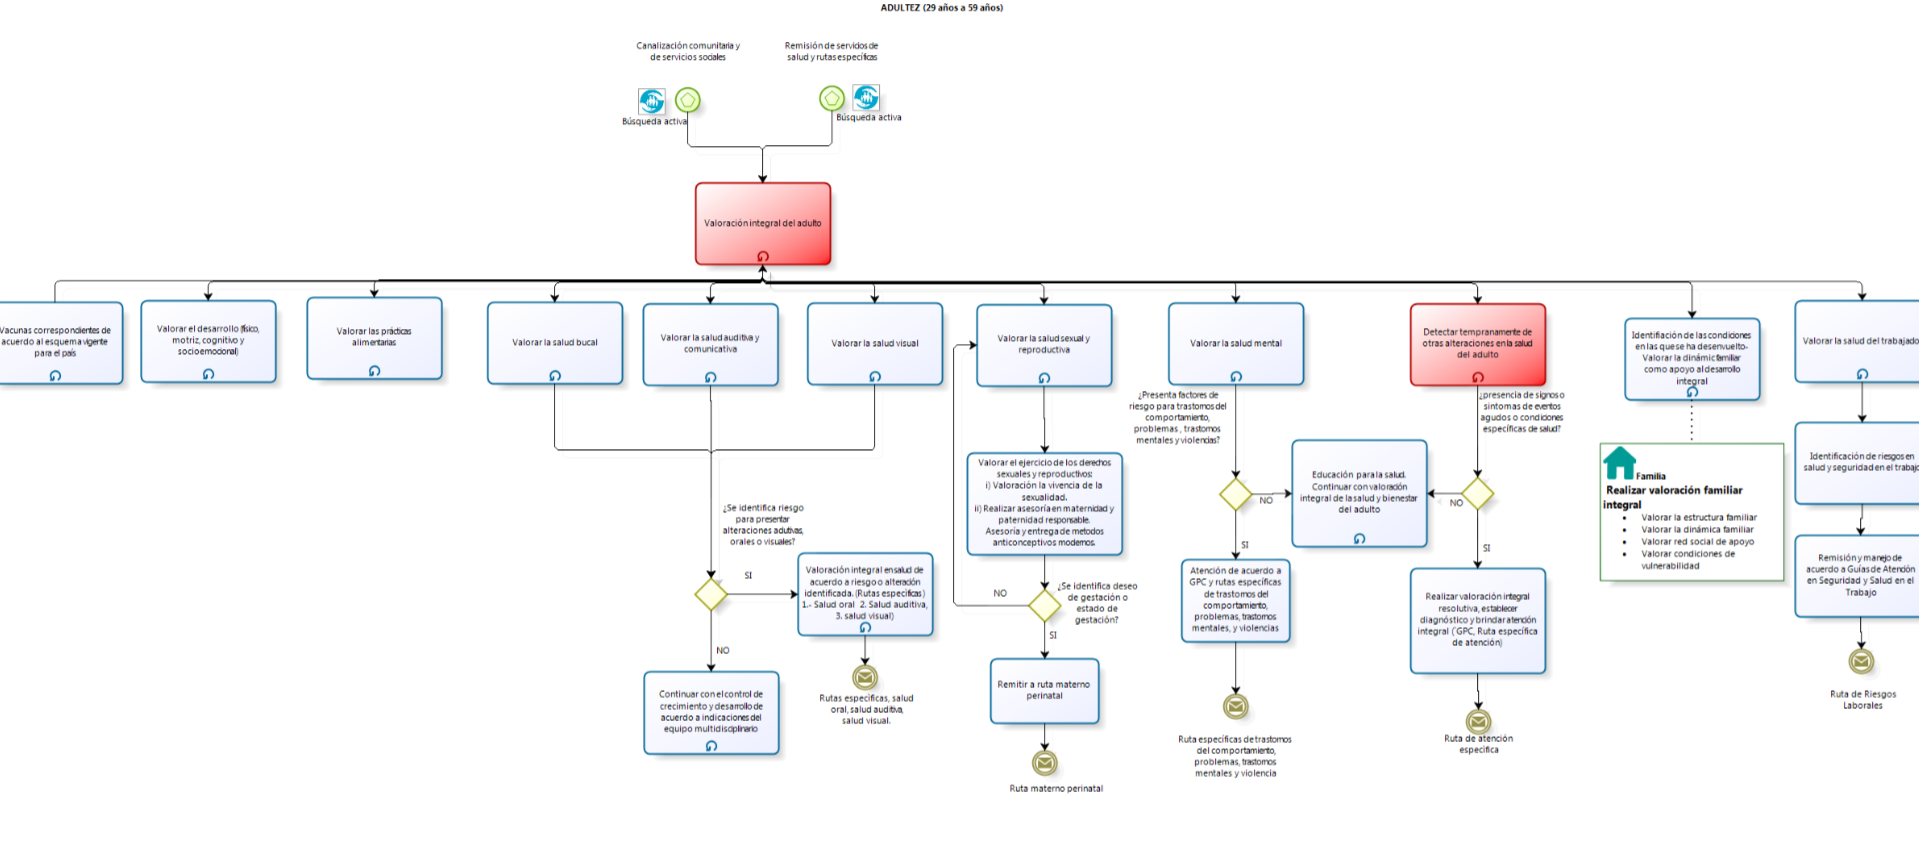 ADULTEZ (29 años a 59 años)
Canalización comunitaria y
de servicios sociales
Remisión de servicios de
salud y rutas específicas
Búsqueda activa
Búsqueda activa
Valoración integral del adulto
Vacunas correspondientes de
acuerdo al esquema vigente
para el país
Valorar el desarrollo (físico,
motriz, cognitivo y
socioemocional)
Valorar las prácticas
alimentarias
Valorar la salud bucal
Valorar la salud auditiva y
comunicativa
Valorar la salud visual
Valorar la salud sexual y
reproductiva
Valorar la salud mental
Detectar tempranamente de
otras alteraciones en la salud
del adulto
Identifiación de las condiciones
en las que se ha desenvuelto-
Valorar la dinámic familiar
como apoyo al desarrollo
integral
Valorar la salud del trabajado
¿Presenta factores de
riesgo para trastornos del
comportamiento,
problemas , trastornos
mentales y violencias?
¿presencia de signos o
sintomas de eventos
agudos o condiciones
específicas de salud?
Valorar el ejercicio de los derechos
sexuales y reproductivos:
i) Valoración la vivencia de la
sexualidad.
ii) Realizar asesoría en maternidad y
paternidad responsable.
Asesoría y entrega de metodos
anticonceptivos modernos.
Educación para la salud.
Continuar con valoración
integral de la salud y bienestar
del adulto
NO
NO
SI
SI
Familia
Realizar valoración familiar
integral
• Valorar la estructura familiar
• Valorar la dinámica familiar
• Valorar red social de apoyo
• Valorar condiciones de
vulnerabilidad
Identificación de riesgos en
salud y seguridad en el trabajo
¿Se identifica riesgo
para presentar
alteraciones adutivas,
orales o visuales?
SI
NO
Valoración integral en salud de
acuerdo a riesgo o alteración
identificada. (Rutas especificas)
1.- Salud oral 2. Salud auditiva,
3. salud visual)
NO
¿Se identifica deseo
de gestación o
estado de
gestación?
SI
Atención de acuerdo a
GPC y rutas específicas
de trastornos del
comportamiento,
problemas, trastornos
mentales, y violencias
Realizar valoración integral
resolutiva, establecer
diagnóstico y brindar atención
integral (´GPC, Ruta específica
de atención)
Remisión y manejo de
acuerdo a Guías de Atención
en Seguridad y Salud en el
Trabajo
Continuar con el control de
crecimiento y desarrollo de
acuerdo a indicaciones del
equipo multidisciplinario
Rutas específicas, salud
oral, salud auditiva,
salud visual.
Remitir a ruta materno
perinatal
Ruta materno perinatal
Ruta específicas de trastornos
del comportamiento,
problemas, trastornos
mentales y violencia
Ruta de atención
especifica
Ruta de Riesgos
Laborales